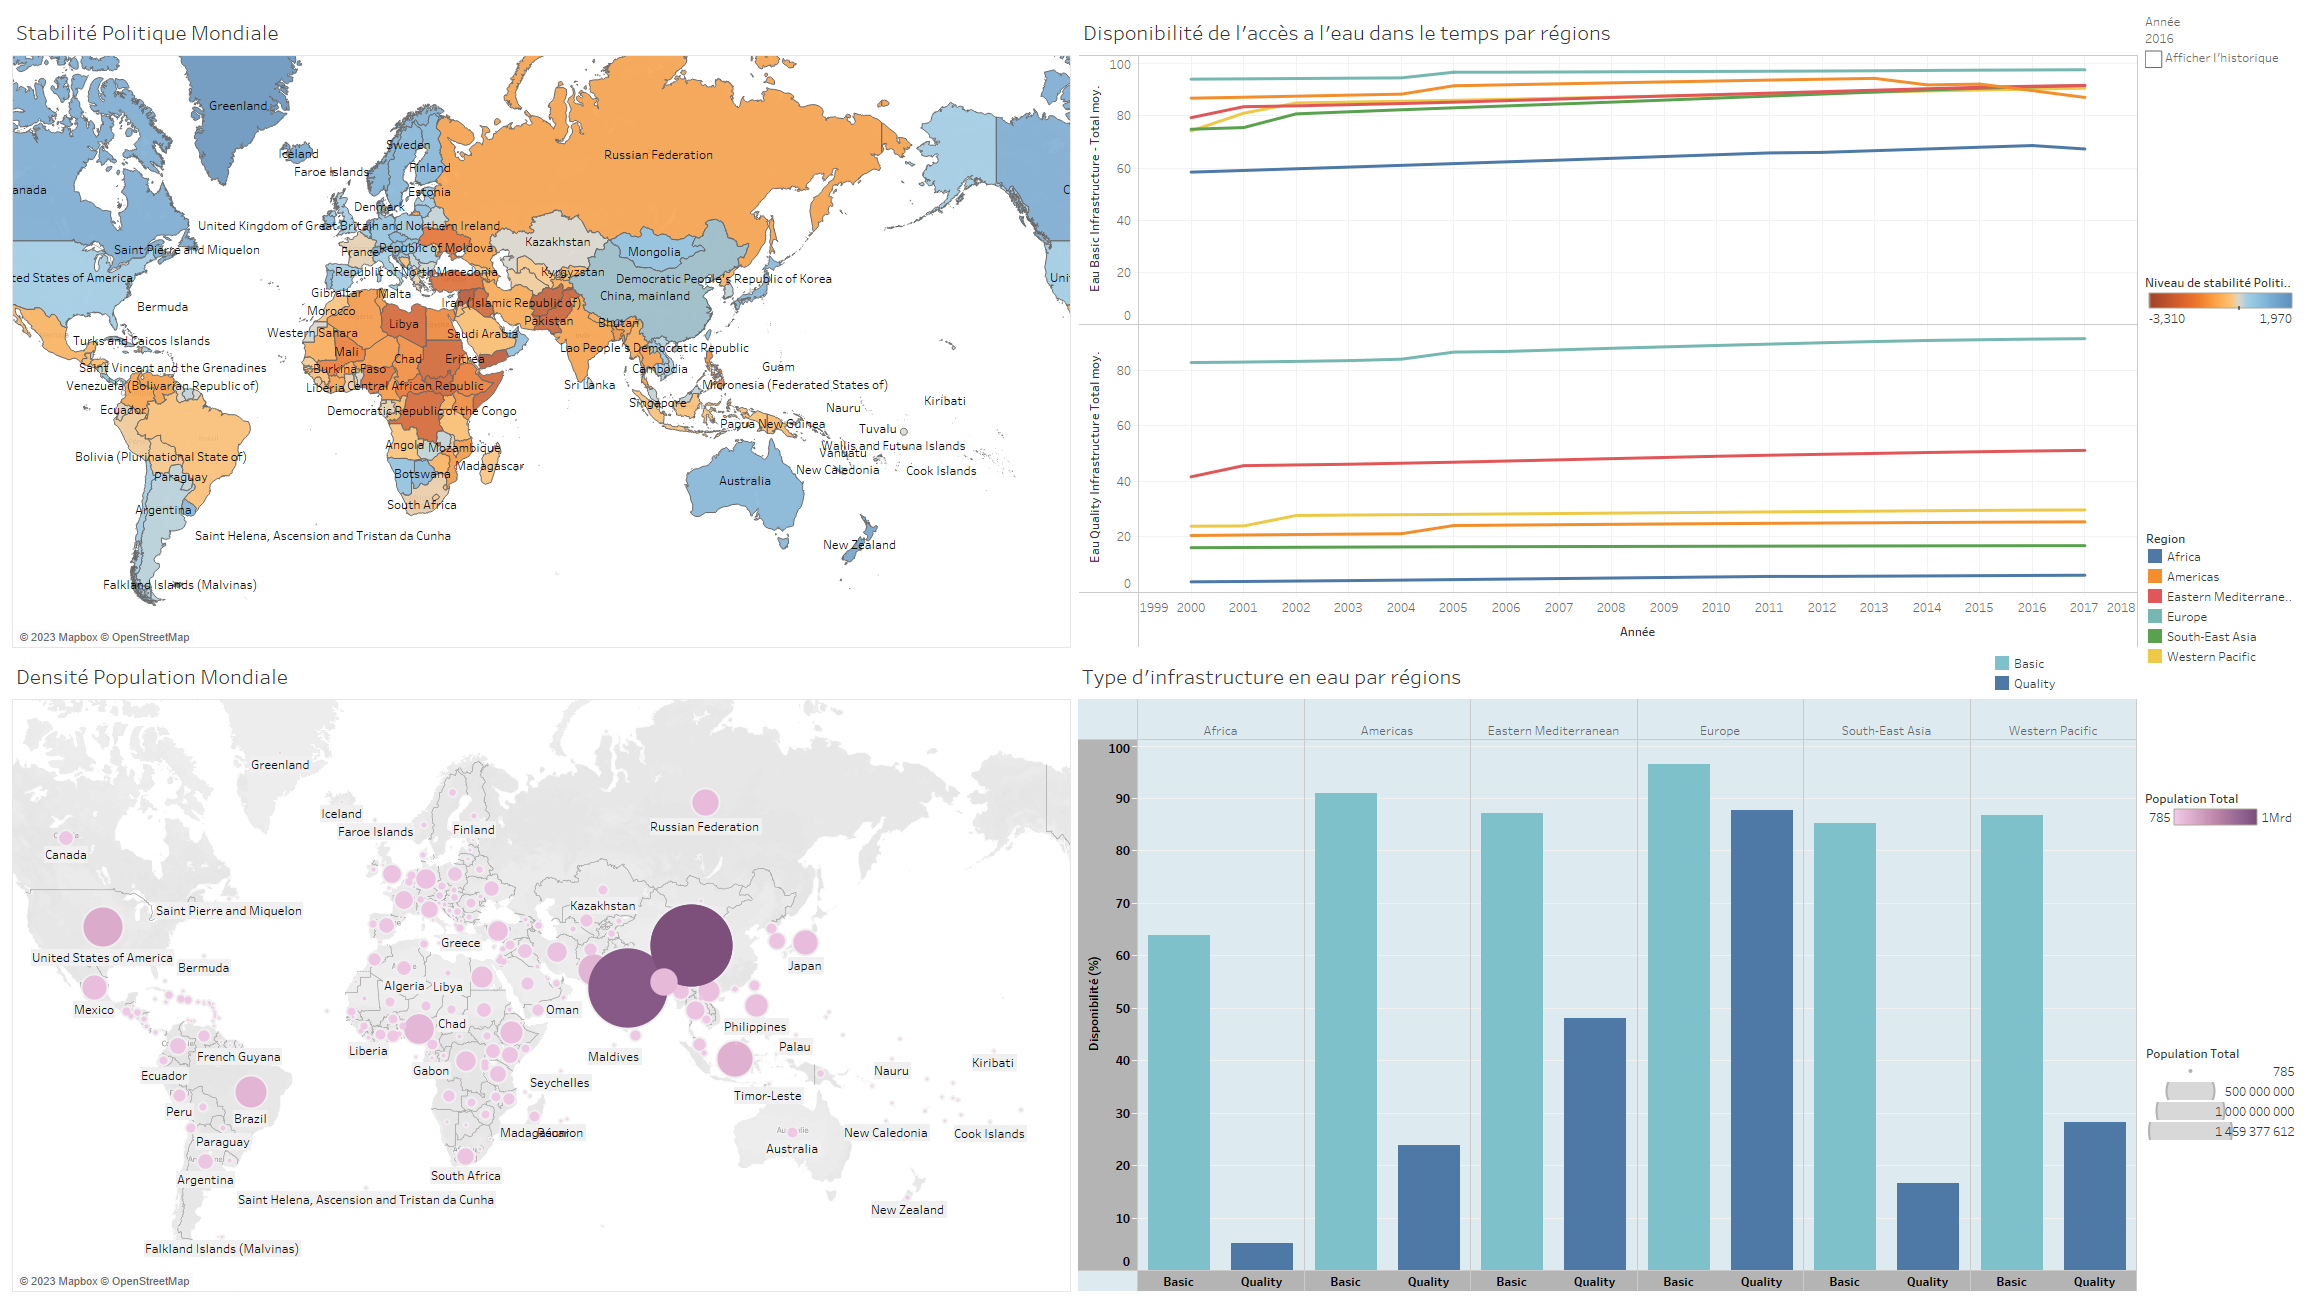 Stabilité Politique Mondiale
Greenland
Iceland
Faroe Islands
Sweden
Finland
Estonia
Denmark
Russian Federation
anada
C
United Kingdom of Great Britain and Northern Ireland
Saint Pierre and Miquelon
France
Republic of Moldova
Kazakhstan
Mongolia
ted States of America
Republic of North Macedonia
Kyrgyzstan
Democratic People's Republic of Korea
Unit
Gibraltar
Malta
Iran (Islamic Republic of)
China, mainland
Bermuda
Morocco
Pakistan
Bhutan
Western Sahara
Libya
Saudi Arabia
Turks and Caicos Islands
Mali
Chad
Eritrea
Lao People's Democratic Republic
Saint Vincent and the Grenadines
Burkina Faso
Cambodia
Guam
Venezuela (Bolivarian Republic of)
Liberia
Central African Republic
Sri Lanka
Micronesia (Federated States of)
Ecuador
Democratic Republic of the Congo
Singapore
Nauru
Kiribati
Papua New Guinea
Tuvalu
Angola
Mozambique
Wallis and Futuna Islands
Vanuatu
Bolivia (Plurinational State of)
Madagascar
New Caledonia
Cook Islands
Paraguay
Botswana
Australia
South Africa
Argentina
Saint Helena, Ascension and Tristan da Cunha
New Zealand
Falkland Islands (Malvinas)
© 2023 Mapbox © OpenStreetMap
Disponibilité de l'accès a l'eau dans le temps par régions
Eau Basic Infrastructure - Total moy.
100
80
60
40
20
0
Eau Quality Infrastructure Total moy.
80
60
40
20
0
1999 2000 2001 2002 2003 2004 2005 2006 2007 2008 2009 2010 2011 2012 2013 2014 2015 2016 2017 2018
Année
Année
2016
Afficher l'historique
Niveau de stabilité Politi..
-3,310 1,970
Region
Africa
Americas
Eastern Mediterrane..
Europe
South-East Asia
Western Pacific
Densité Population Mondiale
Greenland
Iceland
Faroe Islands
Finland
Russian Federation
Canada
Kazakhstan
Saint Pierre and Miquelon
Greece
United States of America
Bermuda
Japan
Algeria
Libya
Mexico
Oman
Chad
Philippines
Liberia
Palau
French Guyana
Maldives
Kiribati
Ecuador
Gabon
Nauru
Seychelles
Timor-Leste
Peru
Brazil
Madagascar
New Caledonia
Cook Islands
Paraguay
Australia
South Africa
Argentina
Saint Helena, Ascension and Tristan da Cunha
New Zealand
Falkland Islands (Malvinas)
© 2023 Mapbox © OpenStreetMap
Type d'infrastructure en eau par régions
Basic
Quality
Africa Americas Eastern Mediterranean Europe South-East Asia Western Pacific
Disponibilité (%)
100
90
80
70
60
50
40
30
20
10
0
Basic Quality Basic Quality Basic Quality Basic Quality Basic Quality Basic Quality
Population Total
785 1Mrd
Population Total
785
500 000 000
1 000 000 000
1 459 377 612